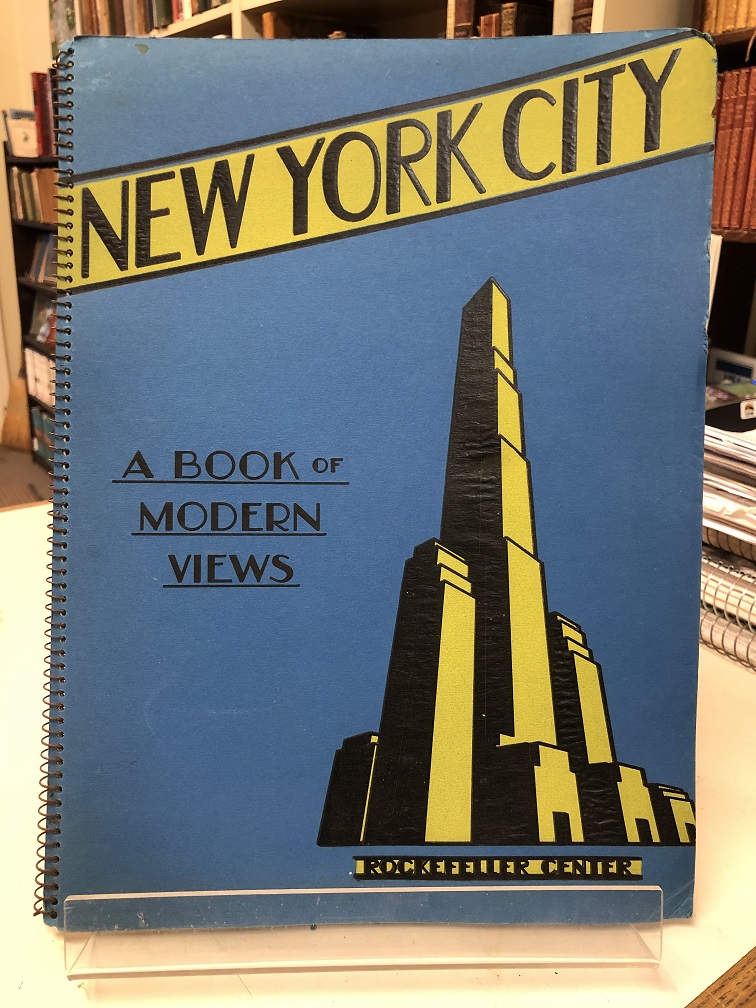 NEW YORK CITY
A BOOK OF
MODERN
VIEWS
ROCKEFELLER CENTER